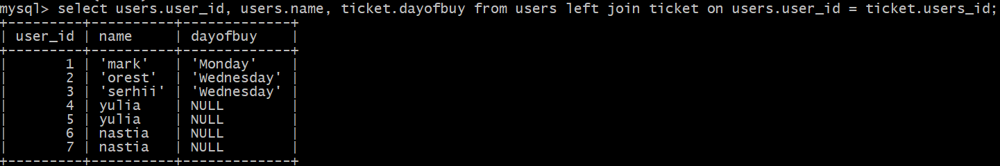 mysql> select users.user_id, users.name, ticket.dayofbuy from users left join ticket on users.user_id = ticket.users_id;
+---------+----------+-------------+
| user_id | name     | dayofbuy    |
+---------+----------+-------------+
|       1 | 'mark'   | 'Monday'    |
|       2 | 'orest'  | 'Wednesday' |
|       3 | 'serhii' | 'Wednesday' |
|       4 | yulia    | NULL        |
|       5 | yulia    | NULL        |
|       6 | nastia   | NULL        |
|       7 | nastia   | NULL        |
+---------+----------+-------------+